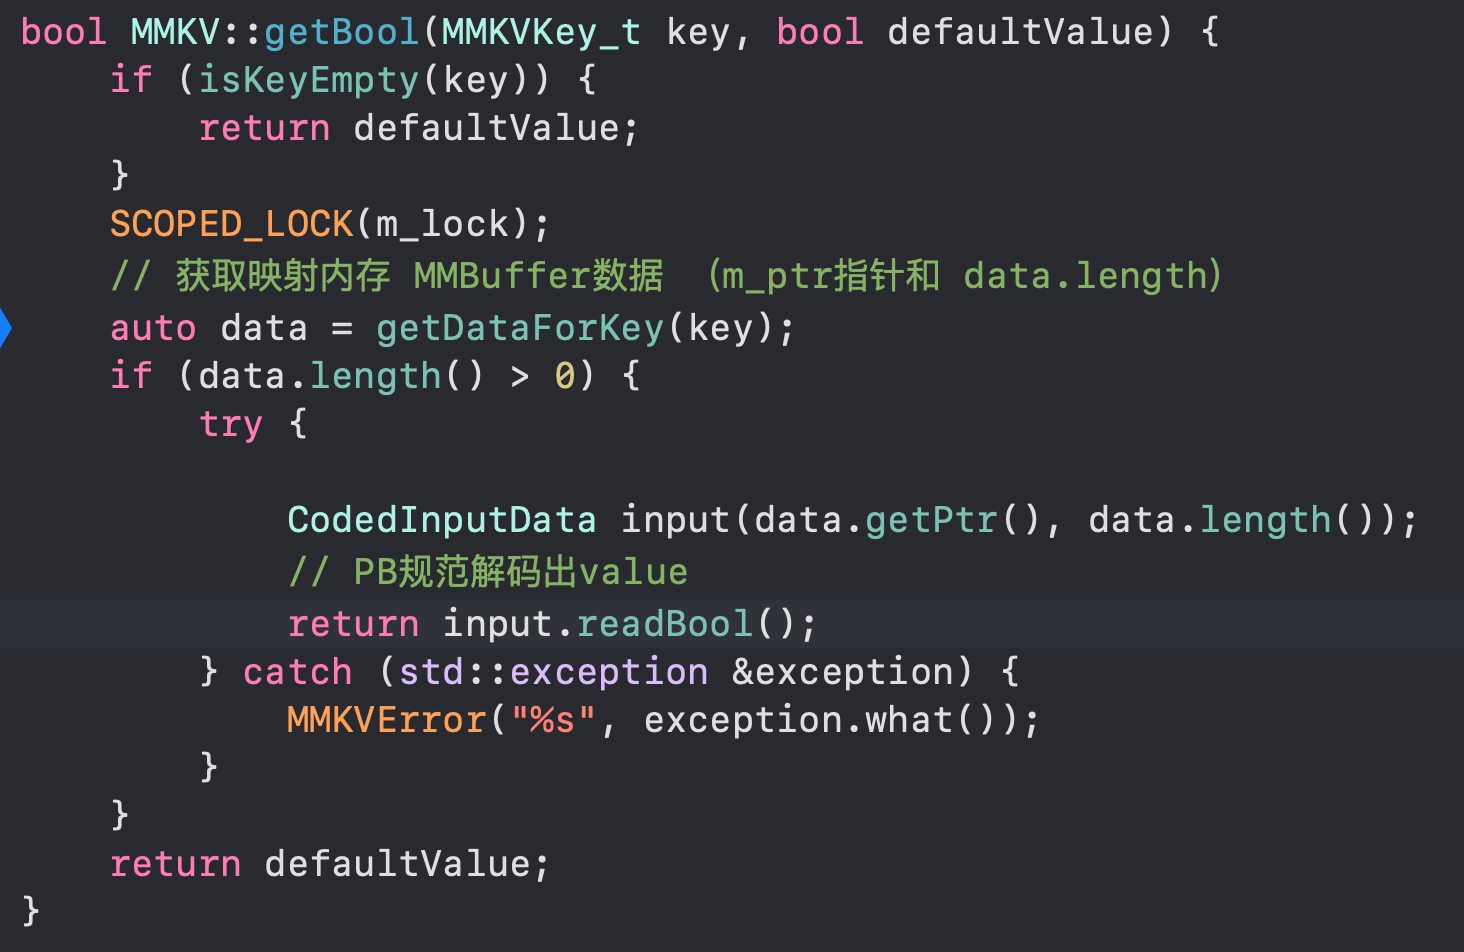 bool MMKV::getBool(MMKVKey_t key, bool defaultValue) {
    if (isKeyEmpty(key)) {
        return defaultValue;
    }
    SCOPED_LOCK(m_lock);
    // 获取映射内存 MMBuffer数据 （m_ptr指针和 data.length）
    auto data = getDataForKey(key);
    if (data.length() > 0) {
        try {

            CodedInputData input(data.getPtr(), data.length());
            // PB规范解码出value
            return input.readBool();
        } catch (std::exception &exception) {
            MMKVError("%s", exception.what());
        }
    }
    return defaultValue;
}